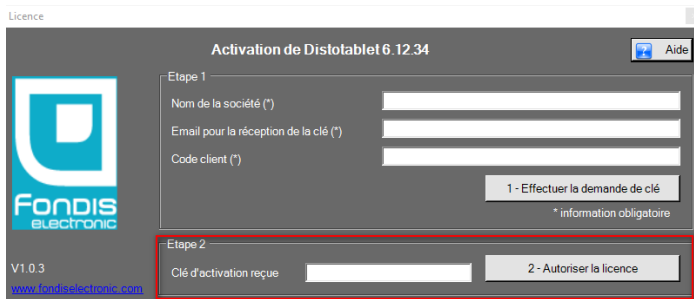 Licence
Activation de Distotablet 6.12.34
Aide
Etape 1
Nom de la société (*)
Email pour la réception de la clé (*)
Code client (*)
1 - Effectuer la demande de clé
* information obligatoire
FONDIS
electronic
Etape 2
V1.0.3
Clé d'activation reçue
2 - Autoriser la licence
www.fondiselectronic.com